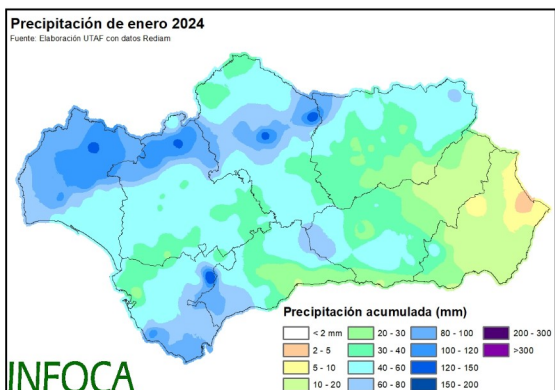 Precipitación de enero 2024
Fuente: Elaboración UTAF con datos Rediam
Precipitación acumulada (mm)
< 2 mm 20 - 30 80 - 100 200 - 300
2 - 5 30 - 40 100 - 120 >300
5 - 10 40 - 60 120 - 150
10 - 20 60 - 80 150 - 200
INFOCA